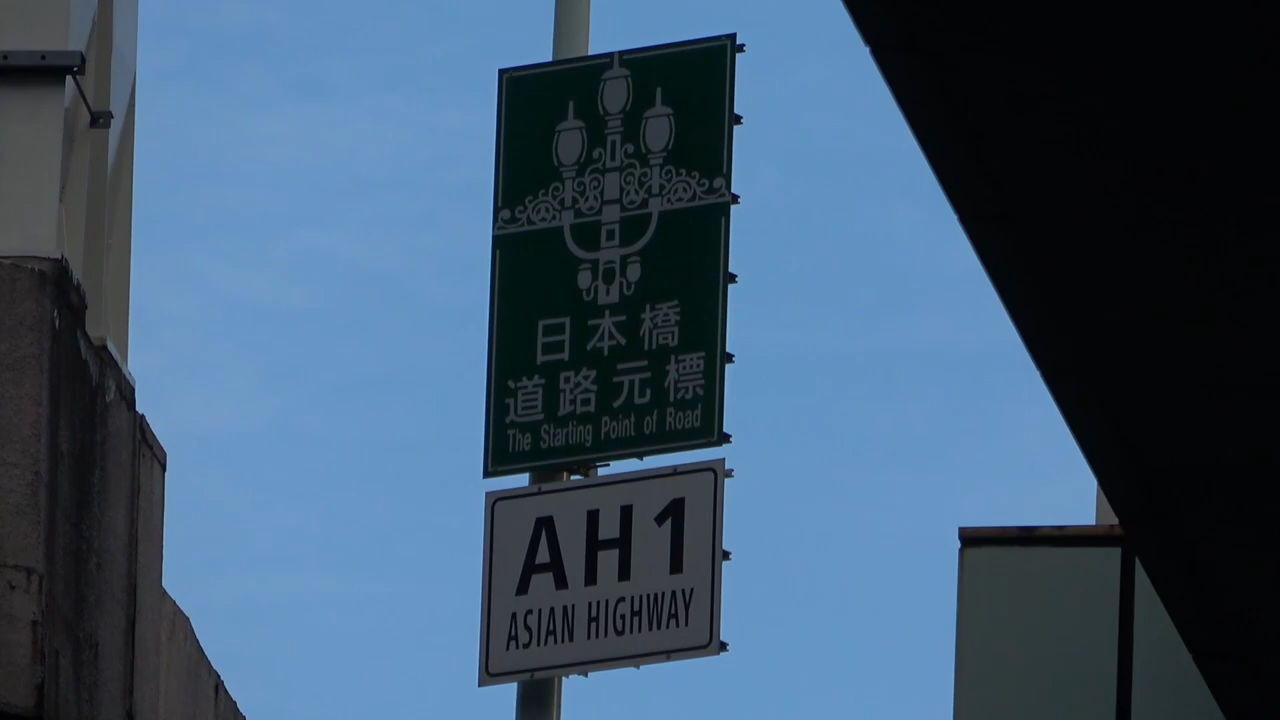 日本橋
道路元標
The Starting Point of Road
AH1
ASIAN HIGHWAY